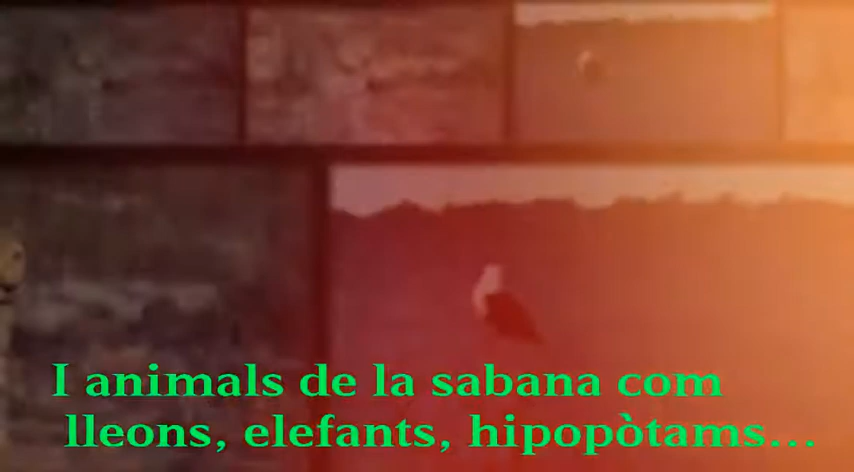 I animals de la sabana com
lleons, elefants, hipopòtams...